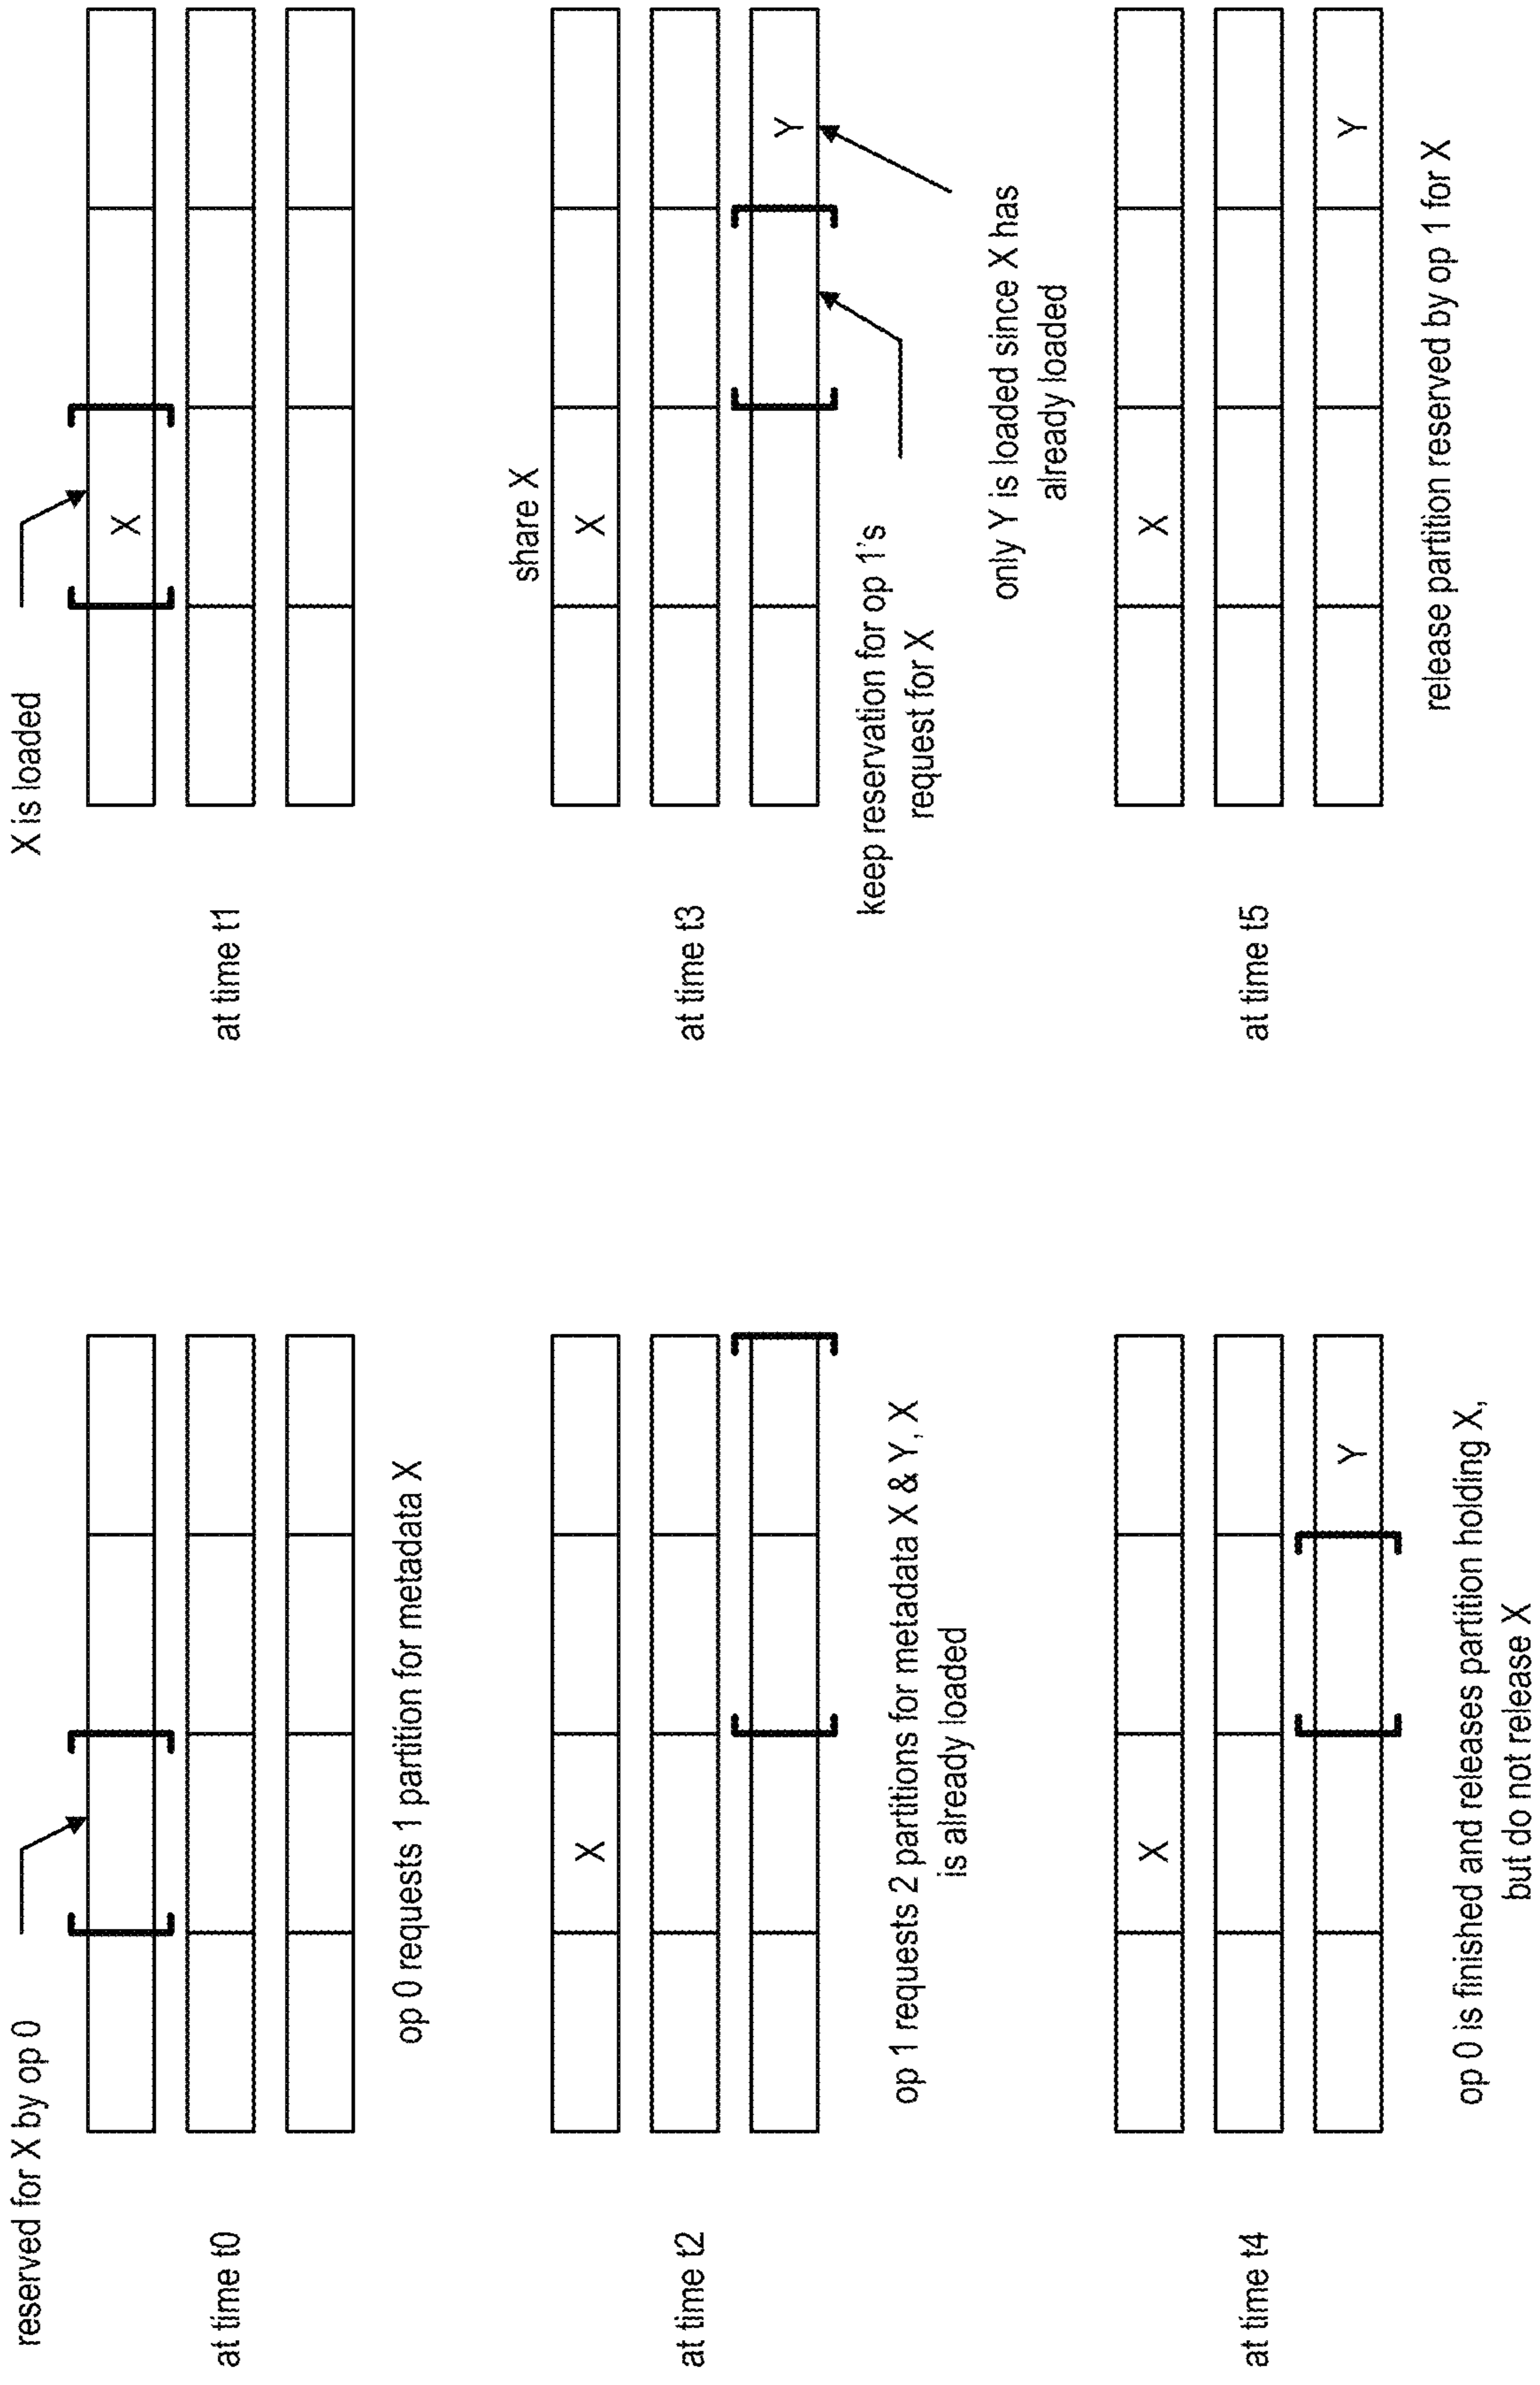 reserved for X by op 0
at time t0
op 0 requests 1 partition for metadata X
X is loaded
X
at time t1
X
at time t2
op 1 requests 2 partitions for metadata X & Y, X
is already loaded
share X
X
Y
at time t3
keep reservation for op 1's
request for X
only Y is loaded since X has
already loaded
X
Y
at time t4
op 0 is finished and releases partition holding X,
but do not release X
X
Y
at time t5
release partition reserved by op 1 for X